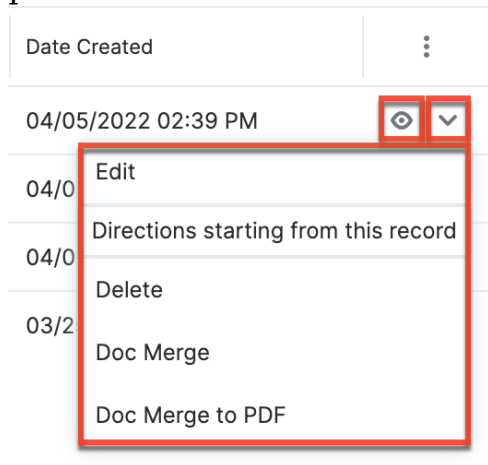 Date Created
04/05/2022 02:39 PM
Edit
04/0
Directions starting from this record
04/0
Delete
03/2
Doc Merge
Doc Merge to PDF